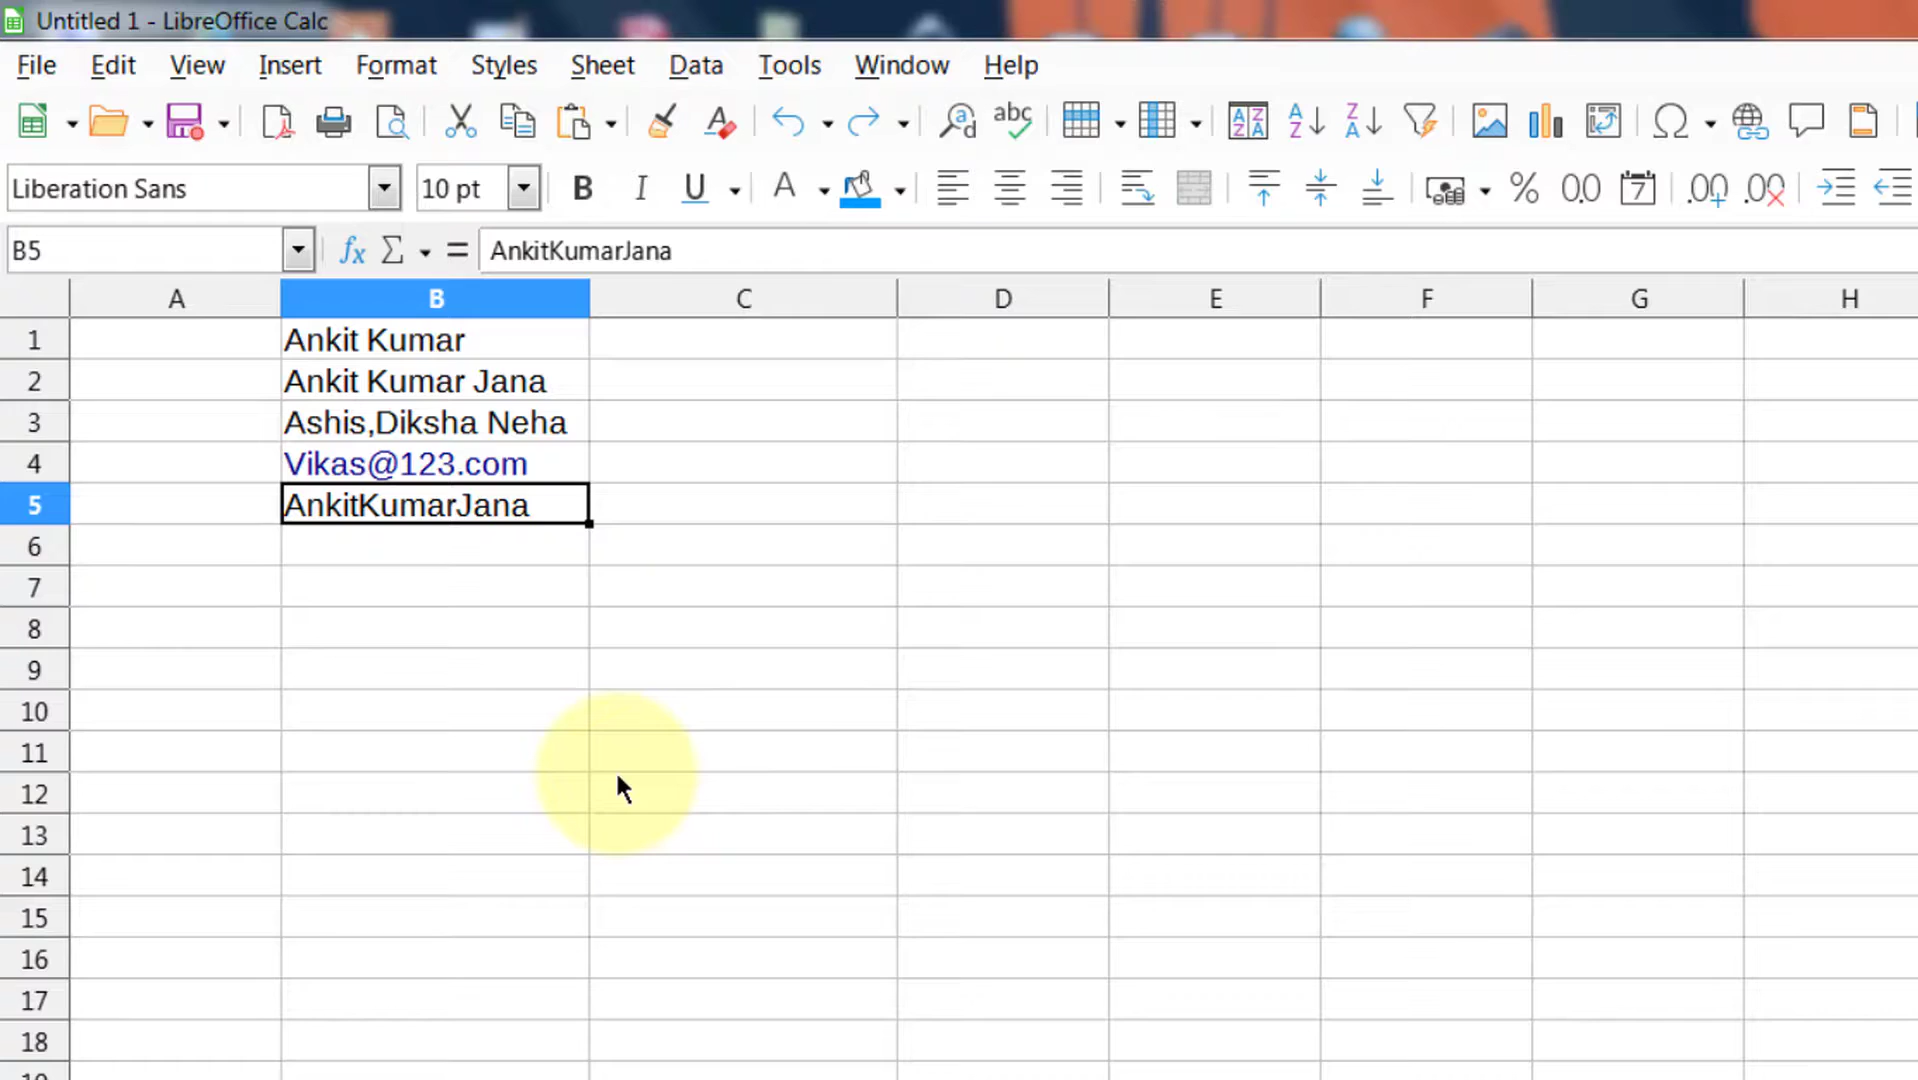 Untitled 1 - LibreOffice Calc
File Edit View Insert Format Styles Sheet Data Tools Window Help
Liberation Sans 10 pt
B5 AnkitKumarJana
A B C D E F G H
1 Ankit Kumar
2 Ankit Kumar Jana
3 Ashis,Diksha Neha
4 Vikas@123.com
5 AnkitKumarJana
6
7
8
9
10
11
12
13
14
15
16
17
18